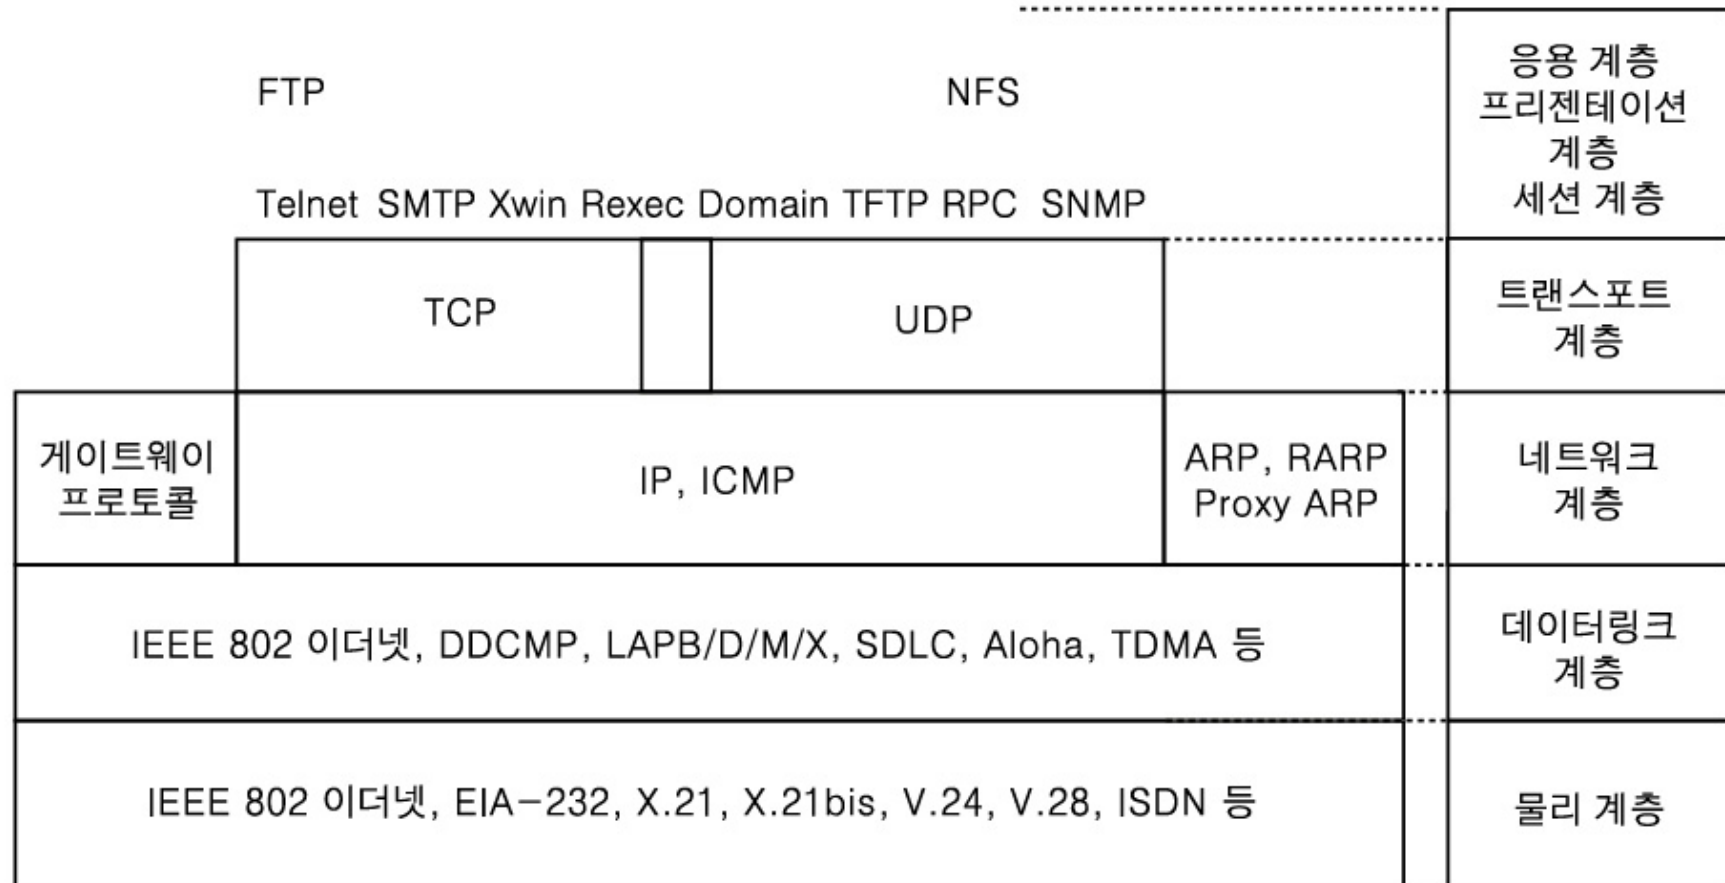 FTP
NFS
응용 계층
프리젠테이션
계층
세션 계층
Telnet SMTP Xwin Rexec Domain TFTP RPC SNMP
TCP
UDP
트랜스포트
계층
게이트웨이
프로토콜
IP, ICMP
ARP, RARP
Proxy ARP
네트워크
계층
IEEE 802 이더넷, DDCMP, LAPB/D/M/X, SDLC, Aloha, TDMA 등
데이터링크
계층
IEEE 802 이더넷, EIA-232, X.21, X.21bis, V.24, V.28, ISDN 등
물리 계층